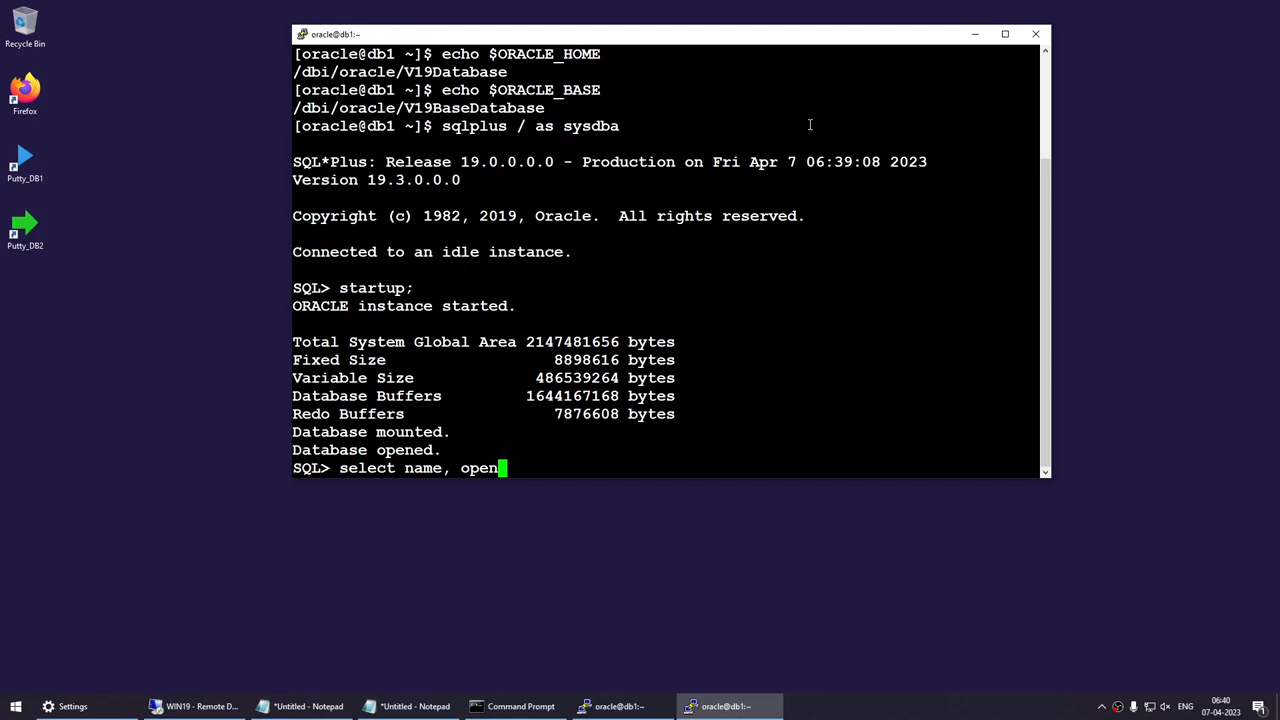 Recycle Bin
Firefox
Putty_DB1
Putty_DB2
oracle@db1:~
[oracle@db1 ~]$ echo $ORACLE_HOME
/dbi/oracle/V19Database
[oracle@db1 ~]$ echo $ORACLE_BASE
/dbi/oracle/V19BaseDatabase
[oracle@db1 ~]$ sqlplus / as sysdba
SQL*Plus: Release 19.0.0.0.0 - Production on Fri Apr 7 06:39:08 2023
Version 19.3.0.0.0
Copyright (c) 1982, 2019, Oracle.  All rights reserved.
Connected to an idle instance.
SQL> startup;
ORACLE instance started.
Total System Global Area 2147481656 bytes
Fixed Size                  8898616 bytes
Variable Size             486539264 bytes
Database Buffers         1644167168 bytes
Redo Buffers                7876608 bytes
Database mounted.
Database opened.
SQL> select name, open
Settings
WIN19 - Remote D...
*Untitled - Notepad
*Untitled - Notepad
Command Prompt
oracle@db1:~
oracle@db1:~
ENG
06:40
07-04-2023
1